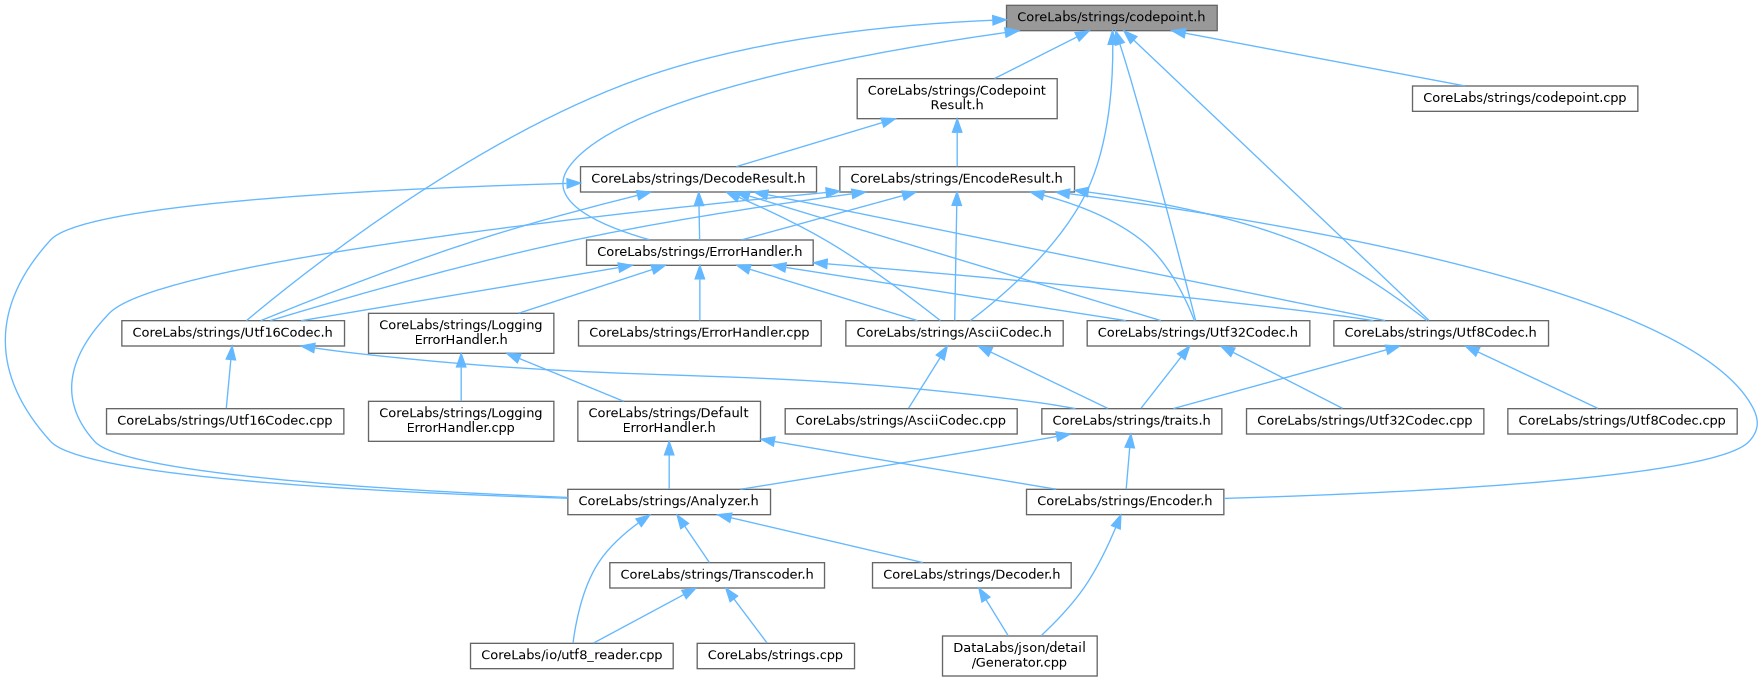 CoreLabs/strings/codepoint.h
CoreLabs/strings/Codepoint
Result.h
CoreLabs/strings/codepoint.cpp
CoreLabs/strings/DecodeResult.h
CoreLabs/strings/EncodeResult.h
CoreLabs/strings/ErrorHandler.h
CoreLabs/strings/Utf16Codec.h
CoreLabs/strings/Logging
ErrorHandler.h
CoreLabs/strings/ErrorHandler.cpp
CoreLabs/strings/AsciiCodec.h
CoreLabs/strings/Utf32Codec.h
CoreLabs/strings/Utf8Codec.h
CoreLabs/strings/Utf16Codec.cpp
CoreLabs/strings/Logging
ErrorHandler.cpp
CoreLabs/strings/Default
ErrorHandler.h
CoreLabs/strings/AsciiCodec.cpp
CoreLabs/strings/traits.h
CoreLabs/strings/Utf32Codec.cpp
CoreLabs/strings/Utf8Codec.cpp
CoreLabs/strings/Analyzer.h
CoreLabs/strings/Encoder.h
CoreLabs/strings/Transcoder.h
CoreLabs/strings/Decoder.h
CoreLabs/io/utf8_reader.cpp
CoreLabs/strings.cpp
DataLabs/json/detail
/Generator.cpp